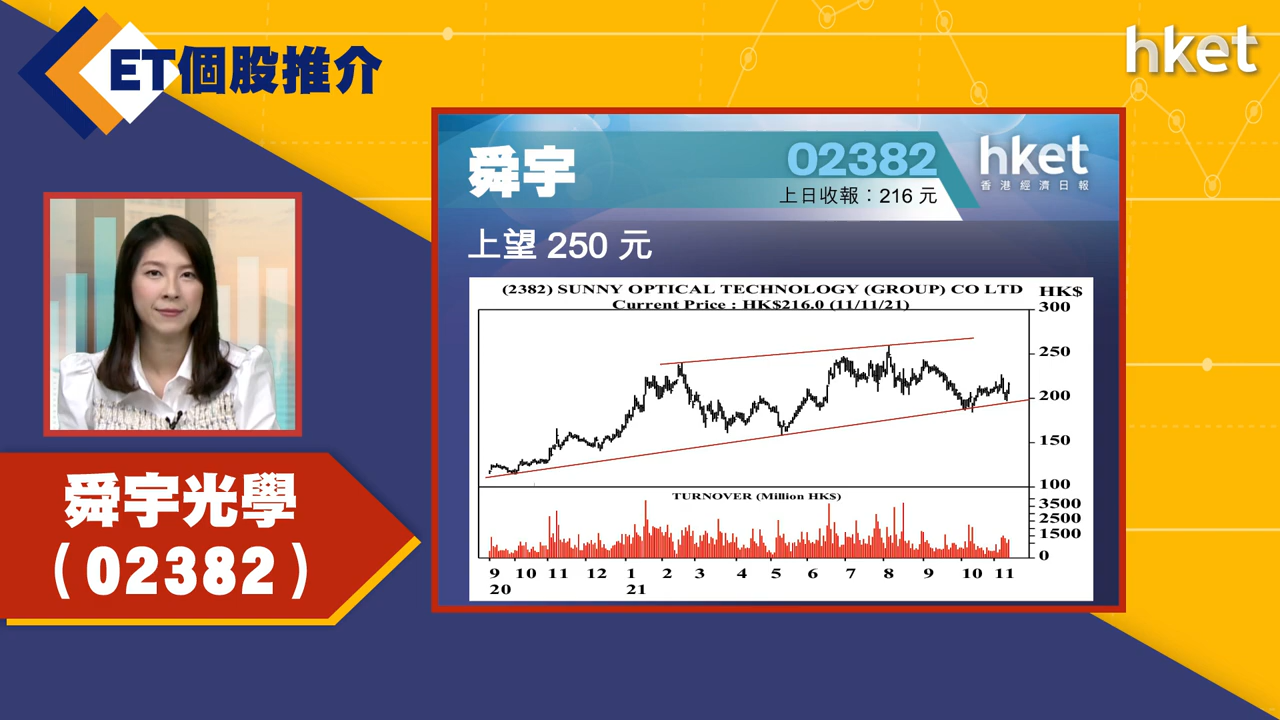 ET個股推介
hket
舜宇
02382
上日收報：216 元
hket
香港經濟日報
上望 250 元
(2382) SUNNY OPTICAL TECHNOLOGY (GROUP) CO LTD
Current Price : HK$216.0 (11/11/21)
HK$
300
250
200
150
100
TURNOVER (Million HK$)
3500
2500
1500
0
9 10 11 12 1 2 3 4 5 6 7 8 9 10 11
20 21
舜宇光學
（02382）